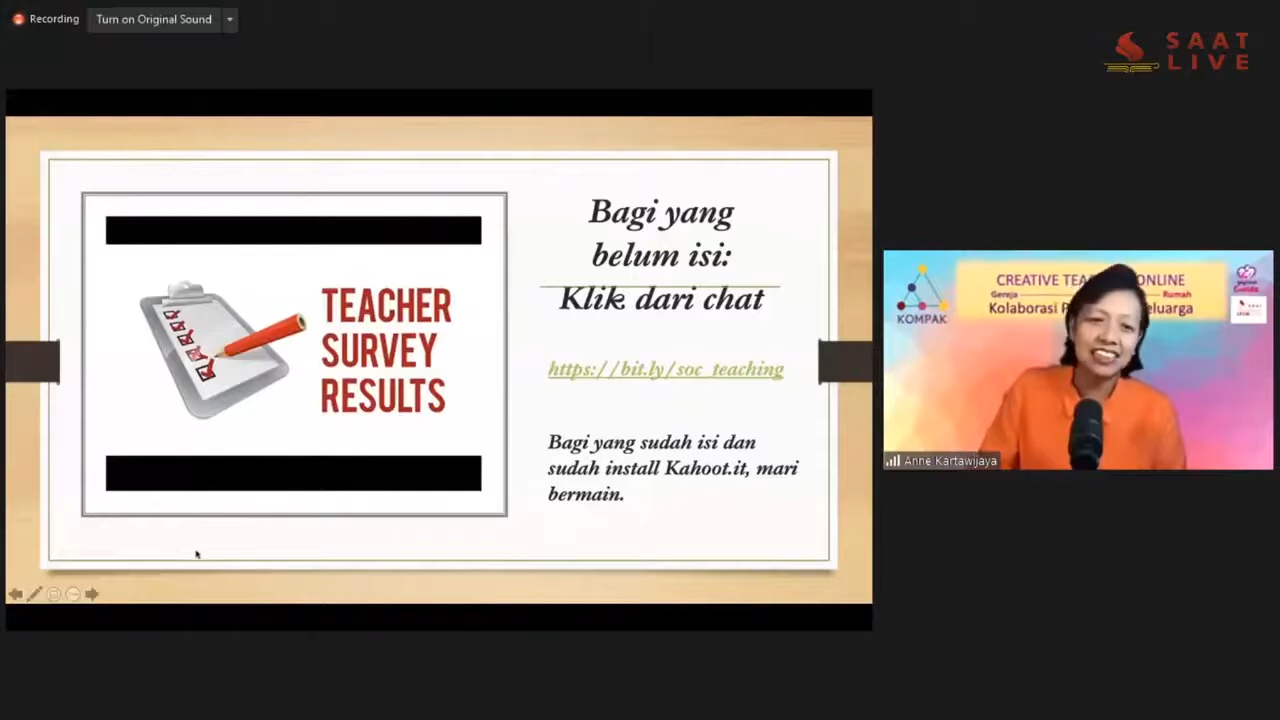 Recording
Turn on Original Sound
SAAT
LIVE
TEACHER
SURVEY
RESULTS
Bagi yang
belum isi:
Klik dari chat
https://bit.ly/soc_teaching
Bagi yang sudah isi dan
sudah install Kahoot.it, mari
bermain.
KOMPAK
CREATIVE ONLINE
Gereja Rumah
Kolaborasi
Anne Kartawijaya